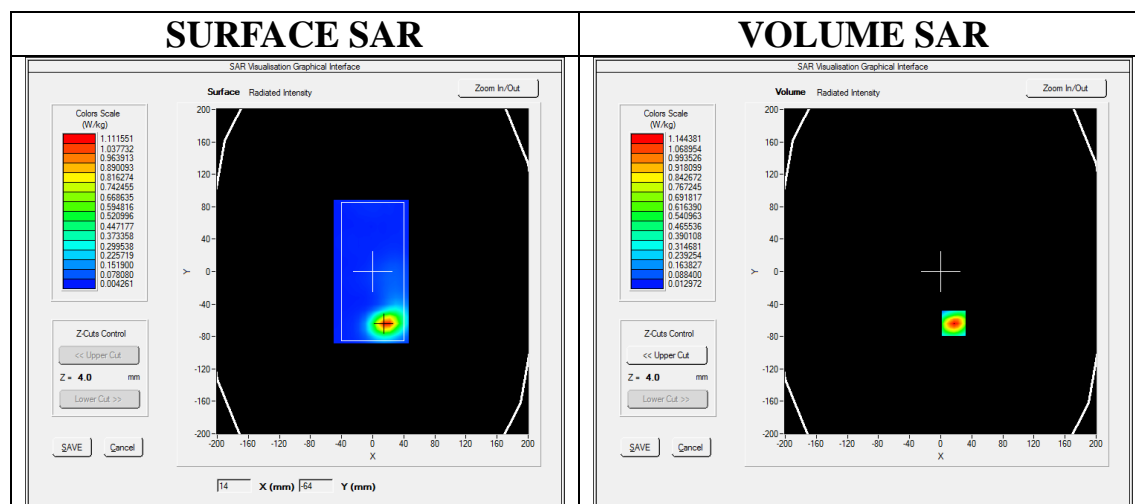 SURFACE SAR
VOLUME SAR
SAR Visualisation Graphical Interface
Surface Radiated Intensity
Zoom In/Out
Colors Scale
(W/kg)
1.111551
1.037732
0.963913
0.890093
0.816274
0.742455
0.668635
0.594816
0.520996
0.447177
0.373358
0.299538
0.225719
0.151900
0.078080
0.004261
Z-Cuts Control
<< Upper Cut
Z = 4.0 mm
Lower Cut >>
SAVE Cancel
200
160
120
80
40
0
-40
-80
-120
-160
-200
Y
-200 -160 -120 -80 -40 0 40 80 120 160 200
X
14 X (mm) -64 Y (mm)
SAR Visualisation Graphical Interface
Volume Radiated Intensity
Zoom In/Out
Colors Scale
(W/kg)
1.144381
1.068954
0.993526
0.918099
0.842672
0.767245
0.691817
0.616390
0.540963
0.465536
0.390108
0.314681
0.239254
0.163827
0.088400
0.012972
Z-Cuts Control
<< Upper Cut
Z = 4.0 mm
Lower Cut >>
SAVE Cancel
200
160
120
80
40
0
-40
-80
-120
-160
-200
Y
-200 -160 -120 -80 -40 0 40 80 120 160 200
X